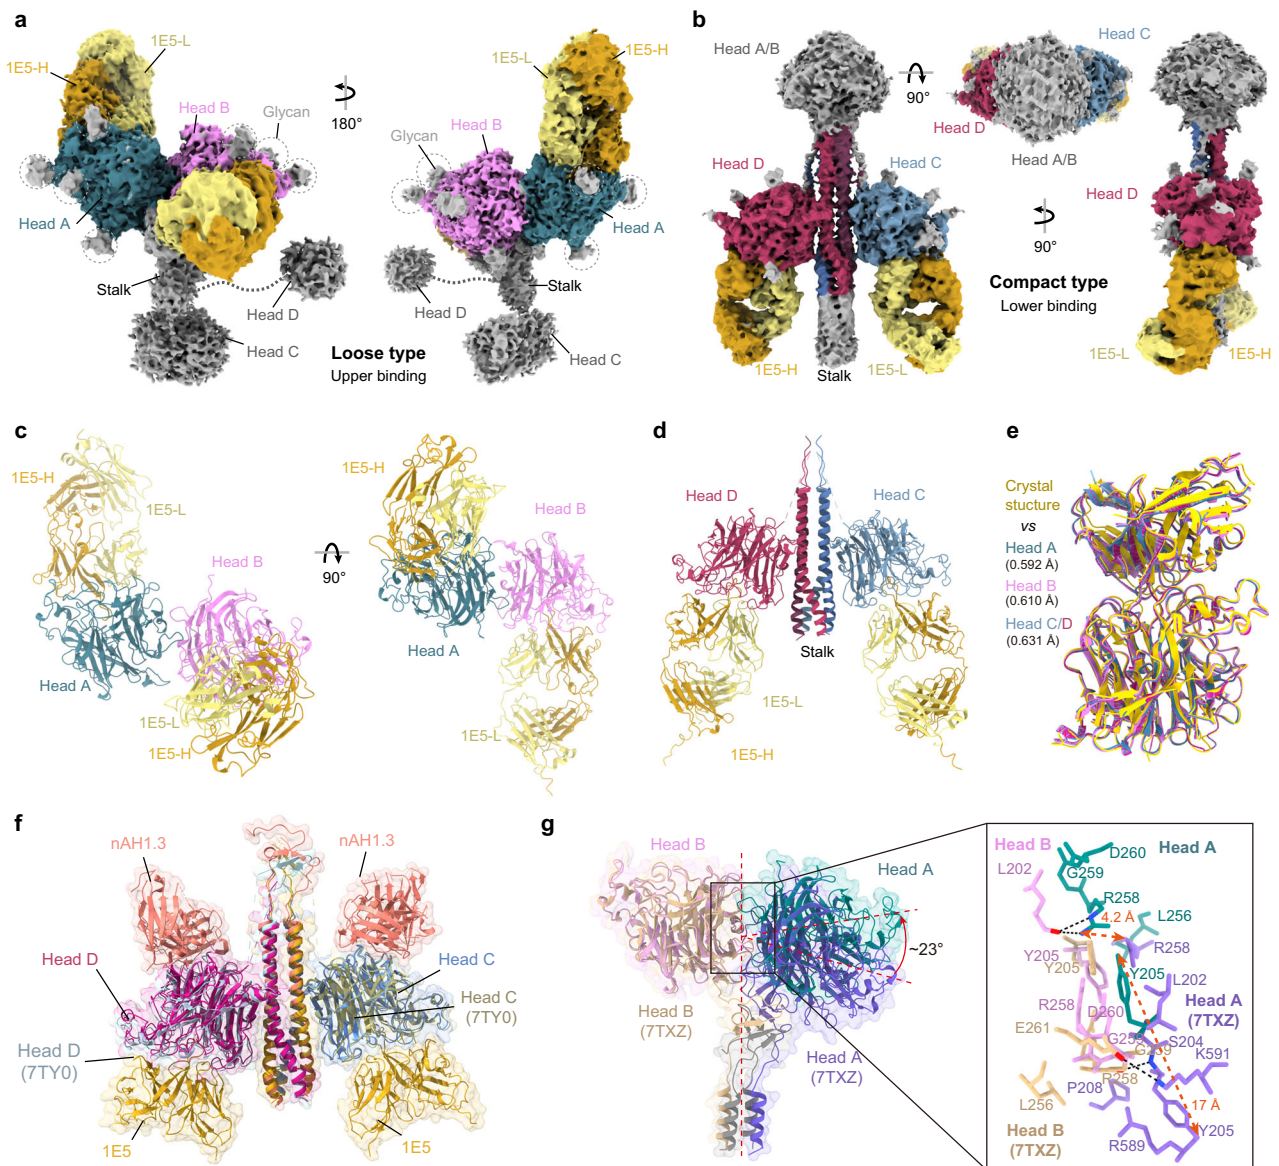 a
1E5-L
1E5-H
Head B
Glycan
Head A
Stalk
Head D
Head C
180°
1E5-L
1E5-H
Head B
Glycan
Head A
Stalk
Head D
Head C
Loose type
Upper binding
b
Head A/B
90°
Head C
Head D
Head A/B
Head D
Head C
1E5-H
Stalk
1E5-L
90°
Compact type
Lower binding
Head D
1E5-L
1E5-H
c
1E5-H
1E5-L
Head B
Head A
1E5-L
1E5-H
90°
1E5-H
1E5-L
Head B
Head A
d
Head D
Head C
Stalk
1E5-L
1E5-H
e
Crystal
stucture
vs
Head A
(0.592 Å)
Head B
(0.610 Å)
Head C/D
(0.631 Å)
f
nAH1.3
nAH1.3
Head D
Head C
Head C
(7TY0)
Head D
(7TY0)
1E5
1E5
g
Head B
Head A
~23°
Head B
(7TXZ)
Head A
(7TXZ)
Head B
L202
D260
G259
Head A
R258
4.2 Å
L256
Y205
Y205
R258
Y205
L202
R258
D260
Head A
(7TXZ)
E261
G259
G259
S204
K591
R258
P208
L256
17 Å
Y205
Head B
(7TXZ)
R589